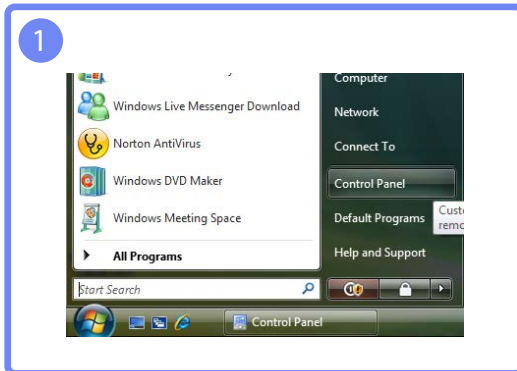 1
Windows Live Messenger Download
Norton AntiVirus
Windows DVD Maker
Windows Meeting Space
All Programs
Start Search
Computer
Network
Connect To
Control Panel
Default Programs
Help and Support
Control Panel